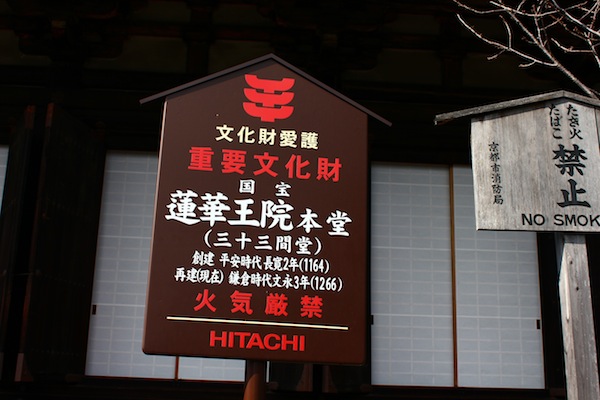 文化財愛護
重要文化財
国宝
蓮華王院本堂
(三十三間堂)
創建 平安時代長寛2年(1164)
再建(現在) 鎌倉時代文永3年(1266)
火気厳禁
HITACHI
たき火
たばこ
禁止
京都市消防局
NO SMOK